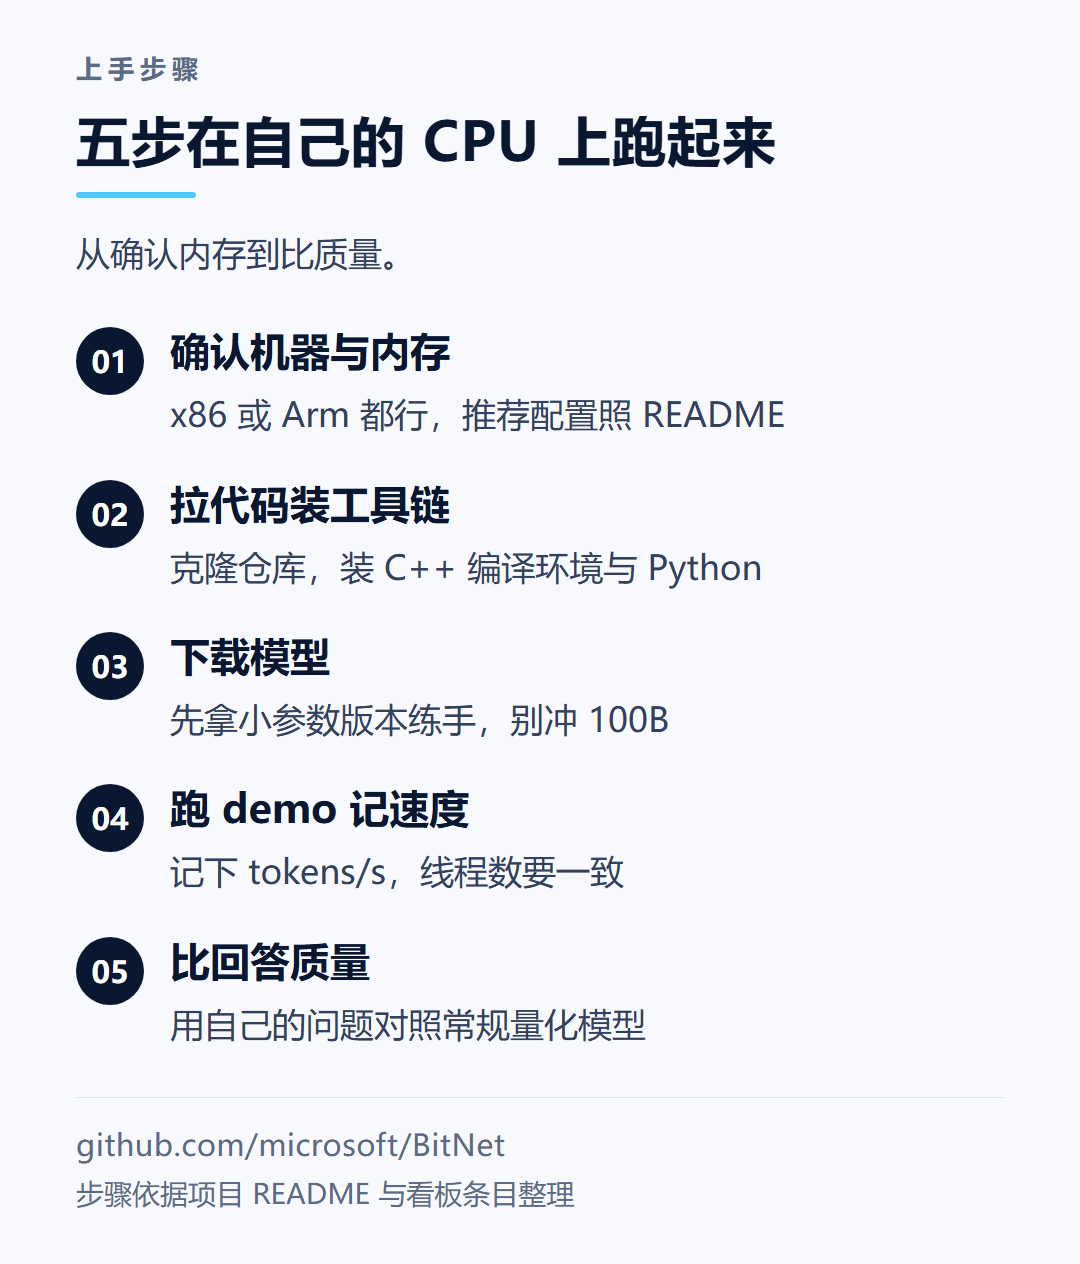 上手步骤
五步在自己的 CPU 上跑起来
从确认内存到比质量。
01
确认机器与内存
x86 或 Arm 都行，推荐配置照 README
02
拉代码装工具链
克隆仓库，装 C++ 编译环境与 Python
03
下载模型
先拿小参数版本练手，别冲 100B
04
跑 demo 记速度
记下 tokens/s，线程数要一致
05
比回答质量
用自己的问题对照常规量化模型
github.com/microsoft/BitNet
步骤依据项目 README 与看板条目整理